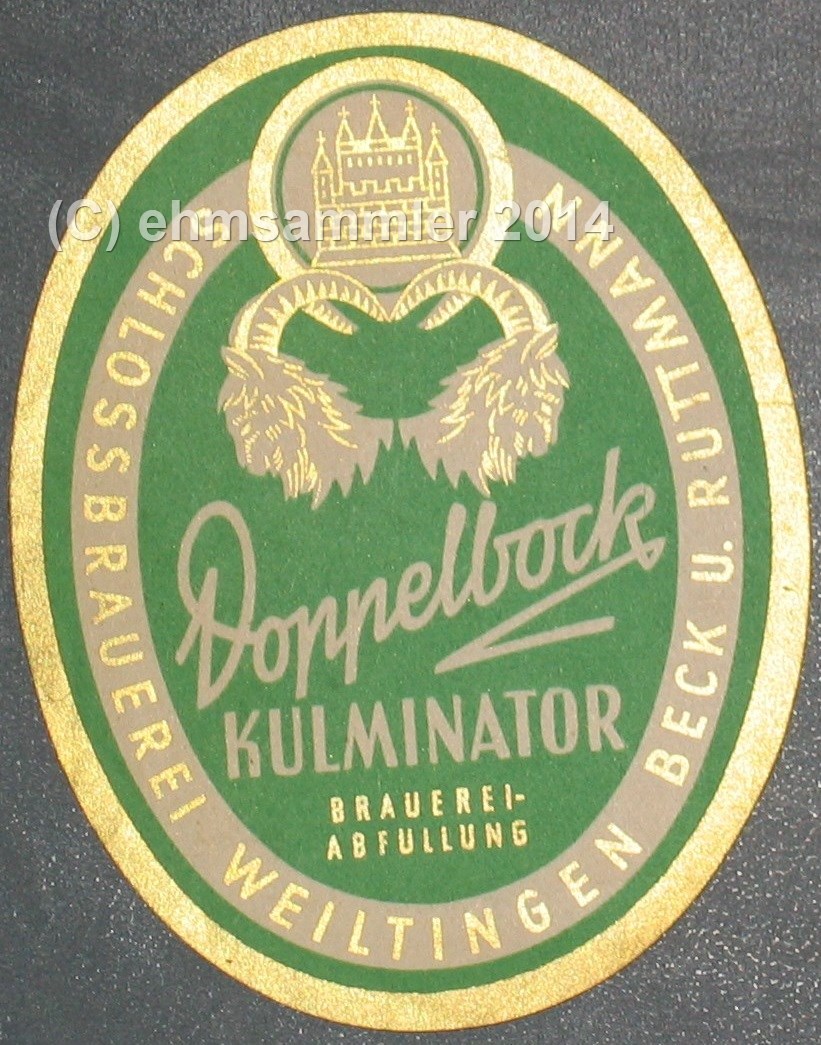 (C) ehmsammler 2014
SCHLOSSBRAUEREI WEILTINGEN BECK U. RUTTMANN
Doppelbock
KULMINATOR
BRAUEREI-
ABFULLUNG